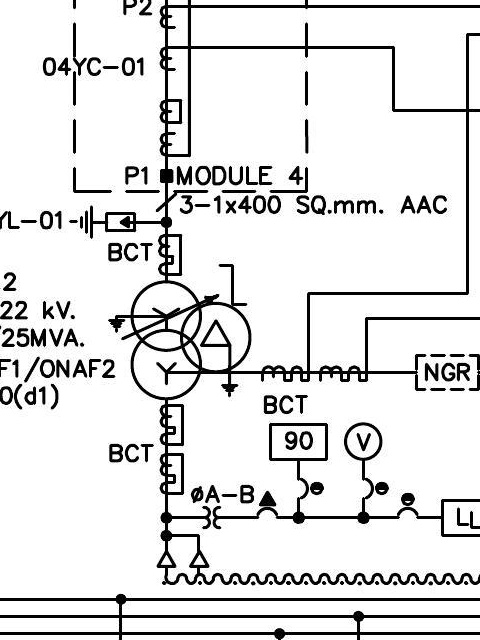 P2
04YC-01
P1 MODULE 4
3-1x400 SQ.mm. AAC
YL-01
BCT
2
22 kV.
/25MVA.
F1/ONAF2
0(d1)
NGR
BCT
90 V
BCT
øA-B
LL